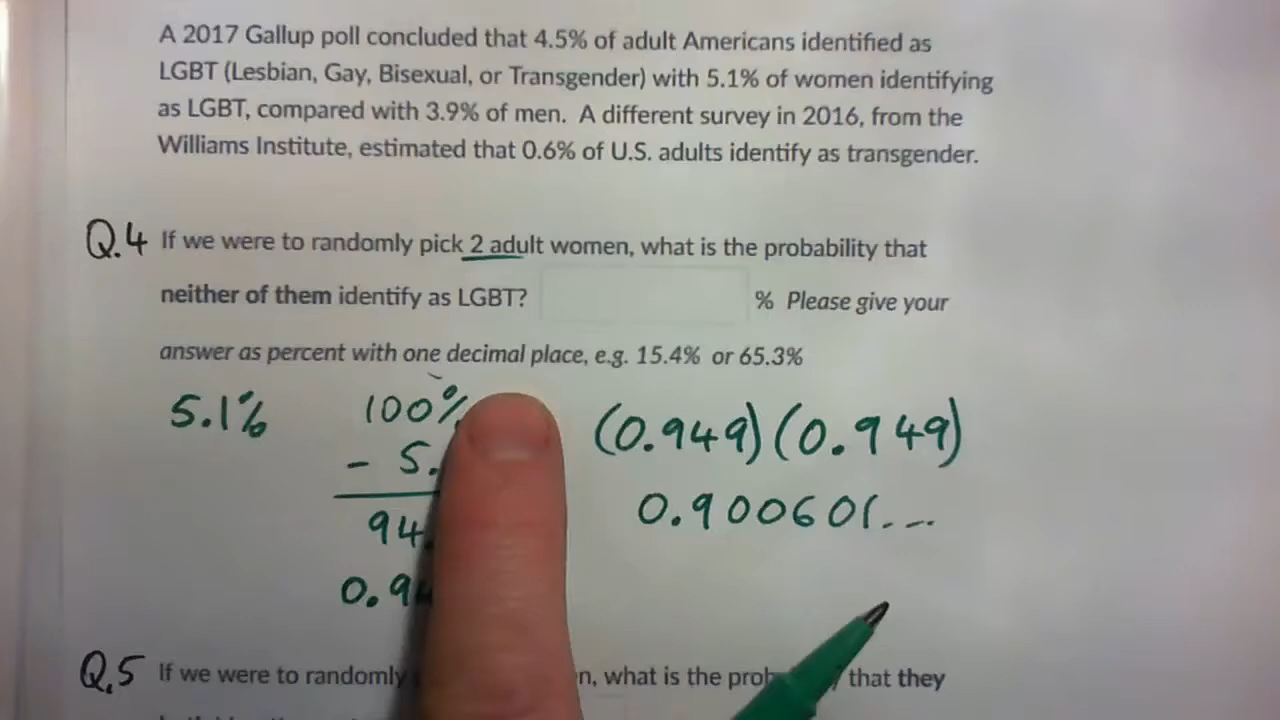 A 2017 Gallup poll concluded that 4.5% of adult Americans identified as
LGBT (Lesbian, Gay, Bisexual, or Transgender) with 5.1% of women identifying
as LGBT, compared with 3.9% of men. A different survey in 2016, from the
Williams Institute, estimated that 0.6% of U.S. adults identify as transgender.
Q.4 If we were to randomly pick 2 adult women, what is the probability that
neither of them identify as LGBT? % Please give your
answer as percent with one decimal place, e.g. 15.4% or 65.3%
5.1% 100% (0.949)(0.949)
- 5.
94. 0.900601...
0.94
Q.5 If we were to randomly n, what is the prob that they